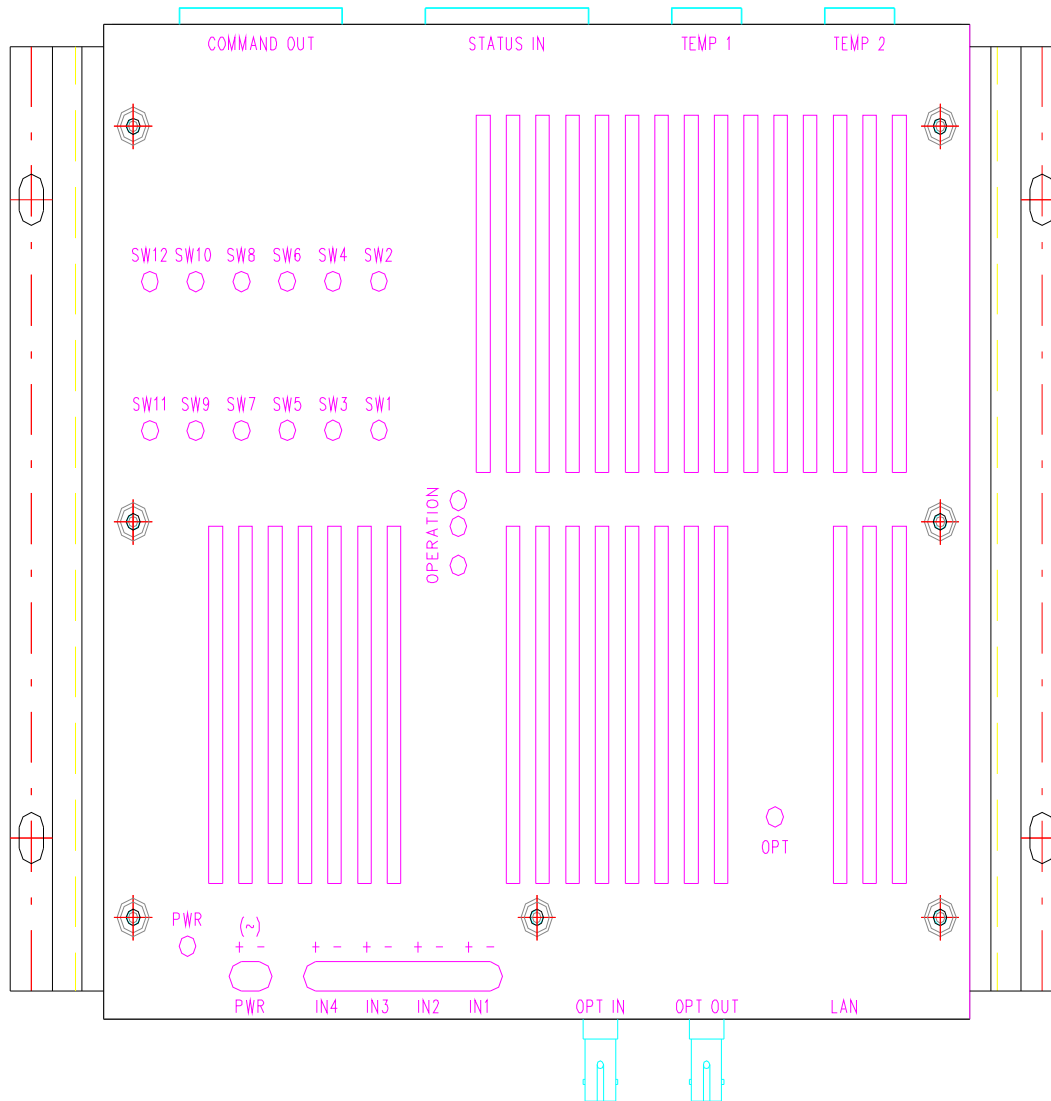 COMMAND OUT STATUS IN TEMP 1 TEMP 2
SW12 SW10 SW8 SW6 SW4 SW2
SW11 SW9 SW7 SW5 SW3 SW1
OPERATION
OPT
PWR (~)
+ - + - + - + - + -
PWR IN4 IN3 IN2 IN1 OPT IN OPT OUT LAN